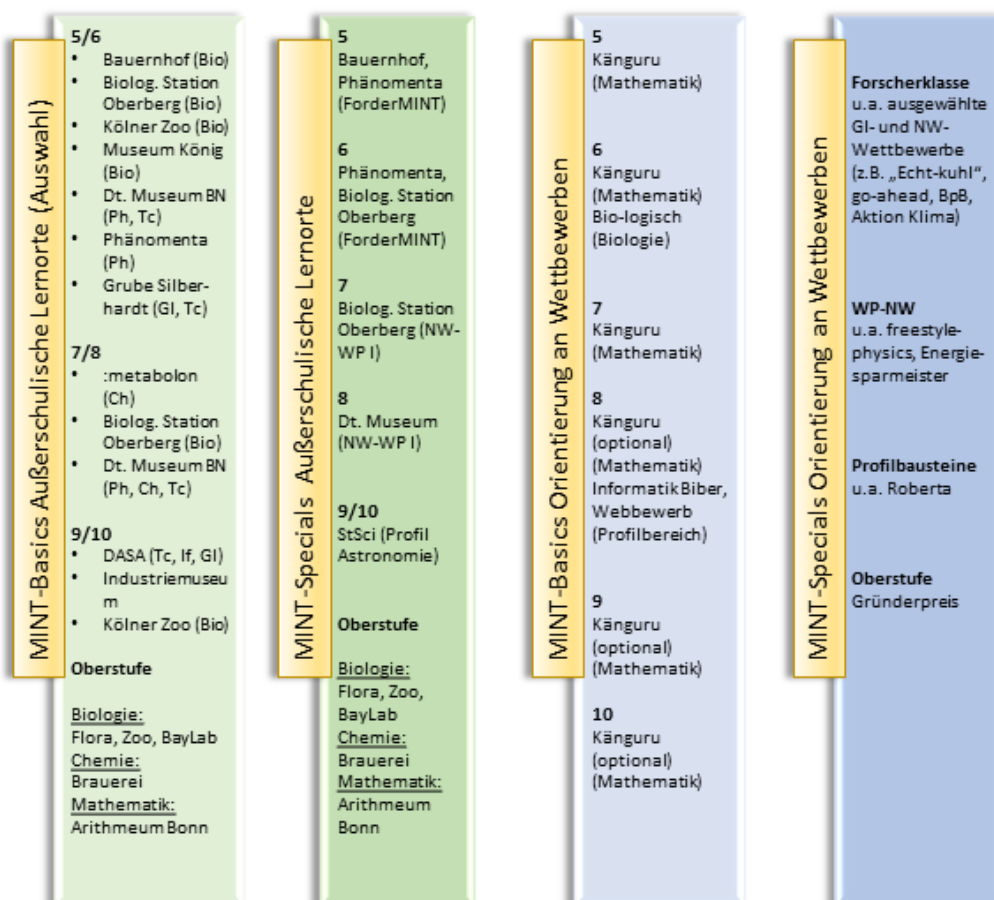 MINT-Basics Außerschulische Lernorte (Auswahl)
5/6
• Bauernhof (Bio)
• Biolog. Station
Oberberg (Bio)
• Kölner Zoo (Bio)
• Museum König
(Bio)
• Dt. Museum BN
(Ph, Tc)
• Phänomenta
(Ph)
• Grube Silber-
hardt (GI, Tc)
7/8
• :metabolon
(Ch)
• Biolog. Station
Oberberg (Bio)
• Dt. Museum BN
(Ph, Ch, Tc)
9/10
• DASA (Tc, If, GI)
• Industriemuseu
m
• Kölner Zoo (Bio)
Oberstufe
Biologie:
Flora, Zoo, BayLab
Chemie:
Brauerei
Mathematik:
Arithmeum Bonn
MINT-Specials Außerschulische Lernorte
5
Bauernhof,
Phänomenta
(ForderMINT)
6
Phänomenta,
Biolog. Station
Oberberg
(ForderMINT)
7
Biolog. Station
Oberberg (NW-
WP I)
8
Dt. Museum
(NW-WP I)
9/10
StSci (Profil
Astronomie)
Oberstufe
Biologie:
Flora, Zoo,
BayLab
Chemie:
Brauerei
Mathematik:
Arithmeum
Bonn
MINT-Basics Orientierung an Wettbewerben
5
Känguru
(Mathematik)
6
Känguru
(Mathematik)
Bio-logisch
(Biologie)
7
Känguru
(Mathematik)
8
Känguru
(optional)
(Mathematik)
Informatik Biber,
Webbewerb
(Profilbereich)
9
Känguru
(optional)
(Mathematik)
10
Känguru
(optional)
(Mathematik)
MINT-Specials Orientierung an Wettbewerben
Forscherklasse
u.a. ausgewählte
GI- und NW-
Wettbewerbe
(z.B. „Echt-kuhl“,
go-ahead, BpB,
Aktion Klima)
WP-NW
u.a. freestyle-
physics, Energie-
sparmeister
Profilbausteine
u.a. Roberta
Oberstufe
Gründerpreis